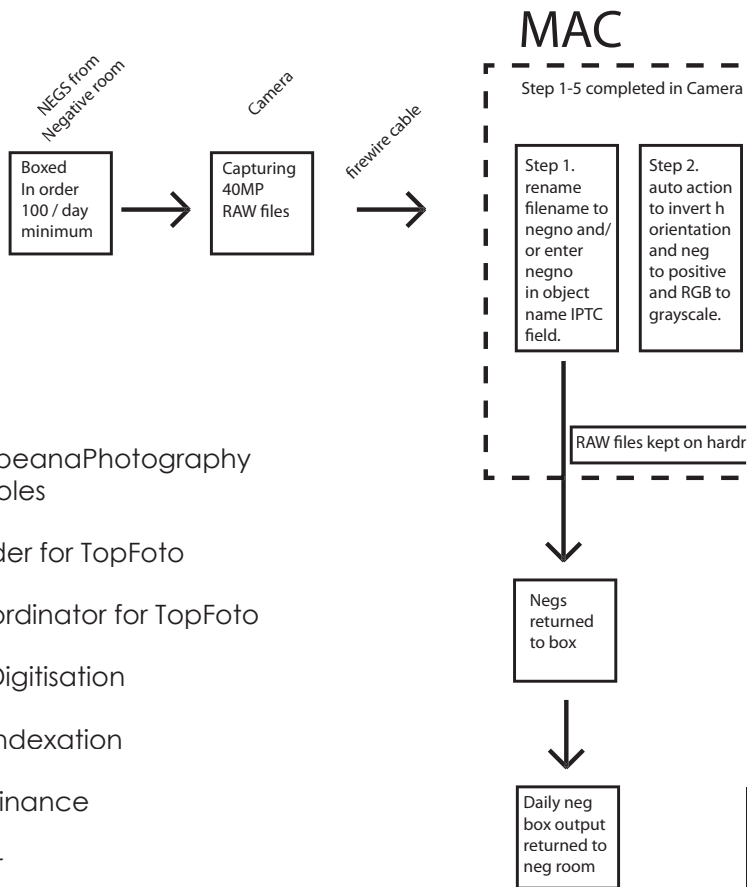 MAC
NEGS from
Negative room
Camera
firewire cable
Step 1-5 completed in Camera
Boxed
In order
100 / day
minimum
Capturing
40MP
RAW files
Step 1.
rename
filename to
negno and/
or enter
negno
in object
name IPTC
field.
Step 2.
auto action
to invert h
orientation
and neg
to positive
and RGB to
grayscale.
RAW files kept on hardr
peanaPhotography
oles
der for TopFoto
ordinator for TopFoto
Digitisation
ndexation
inance
Negs
returned
to box
Daily neg
box output
returned to
neg room